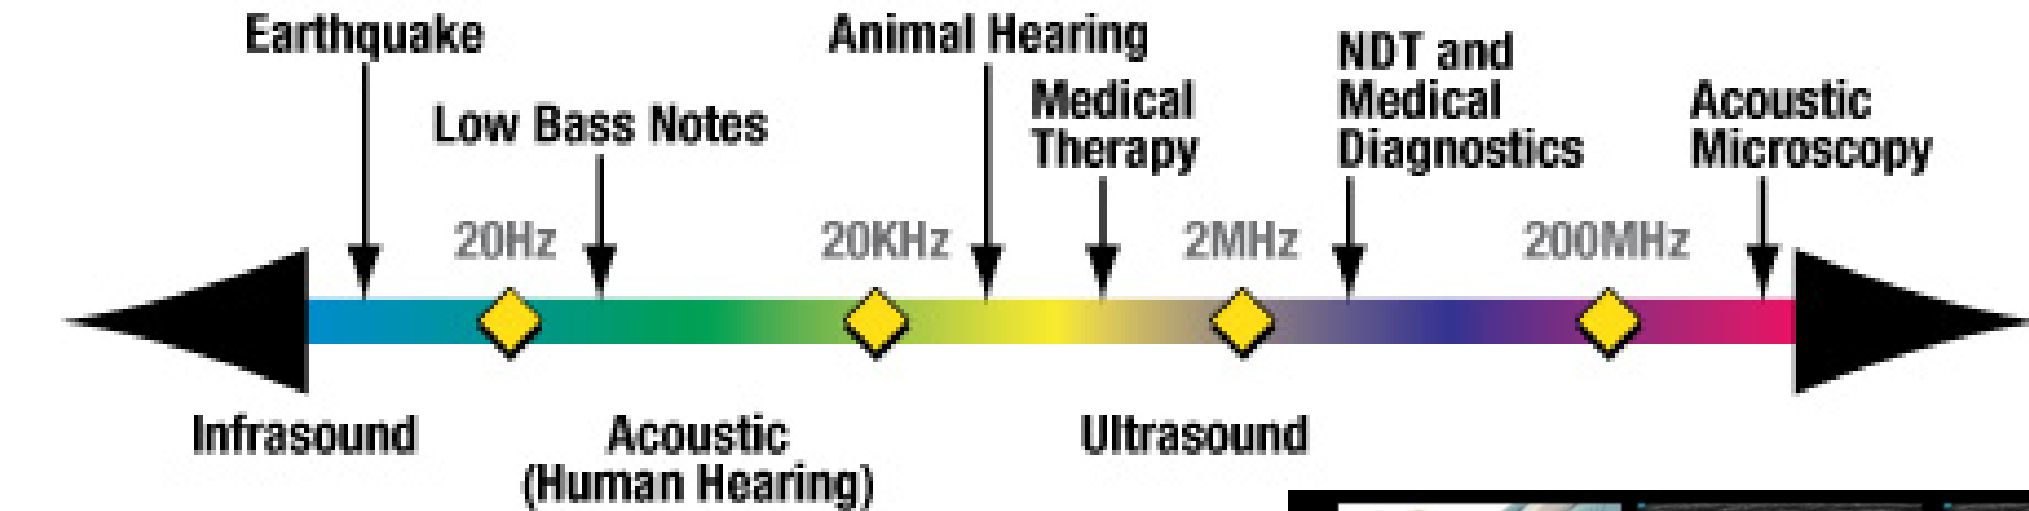 Earthquake
Animal Hearing
NDT and
Medical
Diagnostics
Low Bass Notes
Medical
Therapy
Acoustic
Microscopy
20Hz
20KHz
2MHz
200MHz
Infrasound
Acoustic
(Human Hearing)
Ultrasound